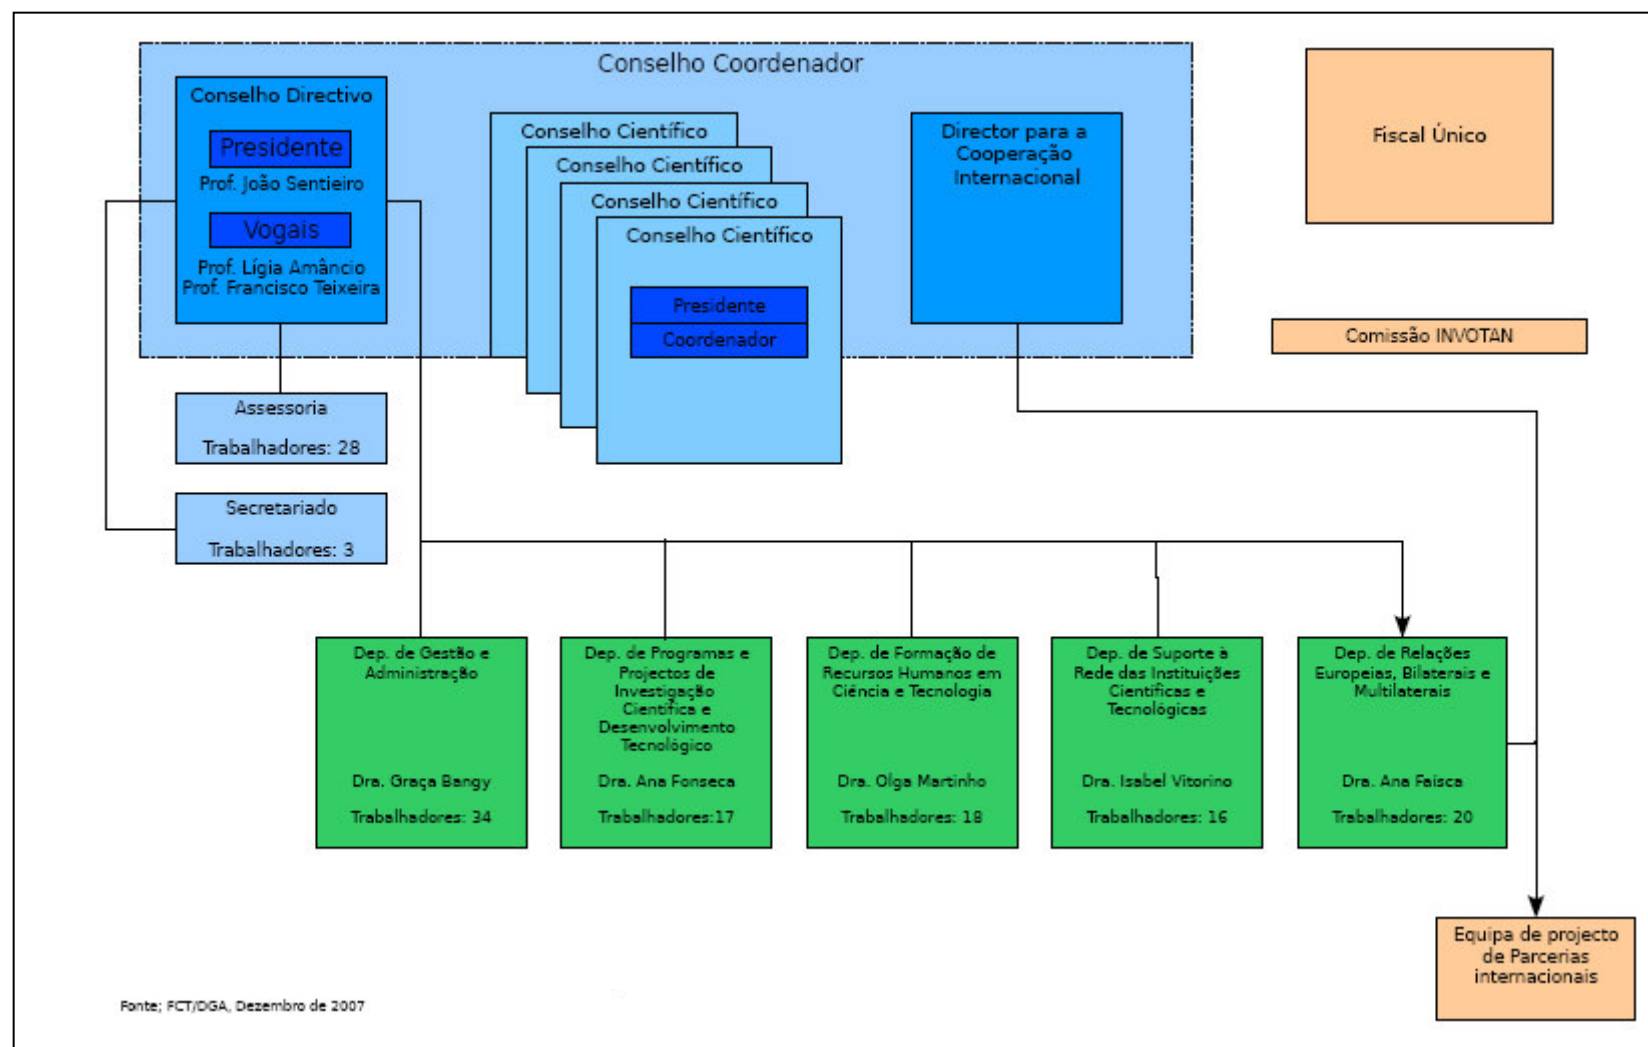 Conselho Coordenador
Conselho Directivo
Presidente
Prof. João Sentieiro
Vogais
Prof. Lígia Amâncio
Prof. Francisco Teixeira
Conselho Científico
Conselho Científico
Conselho Científico
Conselho Científico
Presidente
Coordenador
Director para a
Cooperação
Internacional
Fiscal Único
Comissão INVOTAN
Assessoria
Trabalhadores: 28
Secretariado
Trabalhadores: 3
Dep. de Gestão e
Administração
Dra. Graça Bangy
Trabalhadores: 34
Dep. de Programas e
Projectos de
Investigação
Científica e
Desenvolvimento
Tecnológico
Dra. Ana Fonseca
Trabalhadores:17
Dep. de Formação de
Recursos Humanos em
Ciência e Tecnologia
Dra. Olga Martinho
Trabalhadores: 18
Dep. de Suporte à
Rede das Instituições
Científicas e
Tecnológicas
Dra. Isabel Vitorino
Trabalhadores: 16
Dep. de Relações
Europeias, Bilaterais e
Multilaterais
Dra. Ana Faísca
Trabalhadores: 20
Equipa de projecto
de Parcerias
internacionais
Fonte; FCT/DGA, Dezembro de 2007